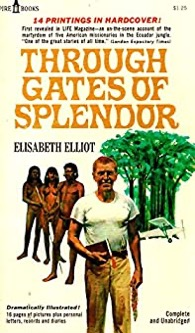 PIRE BOOKS
$1.25
14 PRINTINGS IN HARDCOVER!
First revealed in LIFE Magazine—an on-the-scene account of the
martyrdom of five American missionaries in the Ecuador jungle.
"One of the great stories of all time."
THROUGH
GATES OF
SPLENDOR
ELISABETH ELLIOT
Dramatically Illustrated!
16 pages of pictures plus personal
letters, records and diaries
Complete
and Unabridged